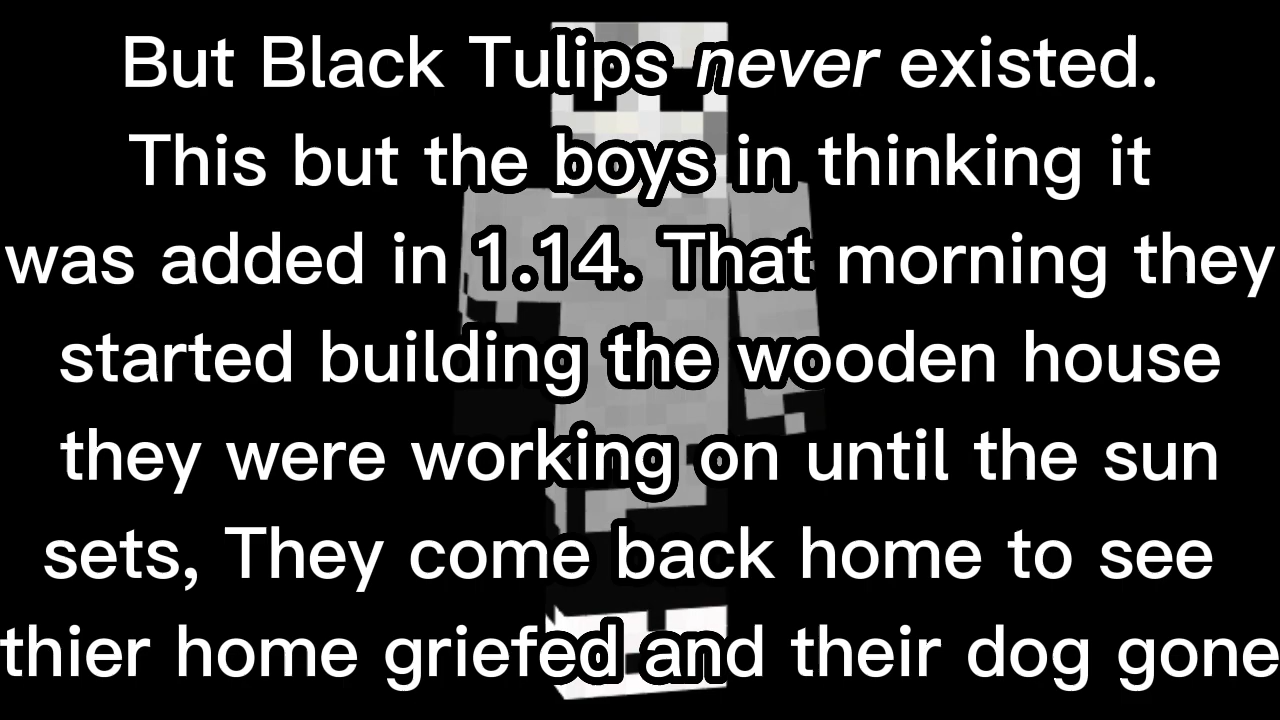 But Black Tulips never existed.
This but the boys in thinking it
was added in 1.14. That morning they
started building the wooden house
they were working on until the sun
sets, They come back home to see
thier home griefed and their dog gone